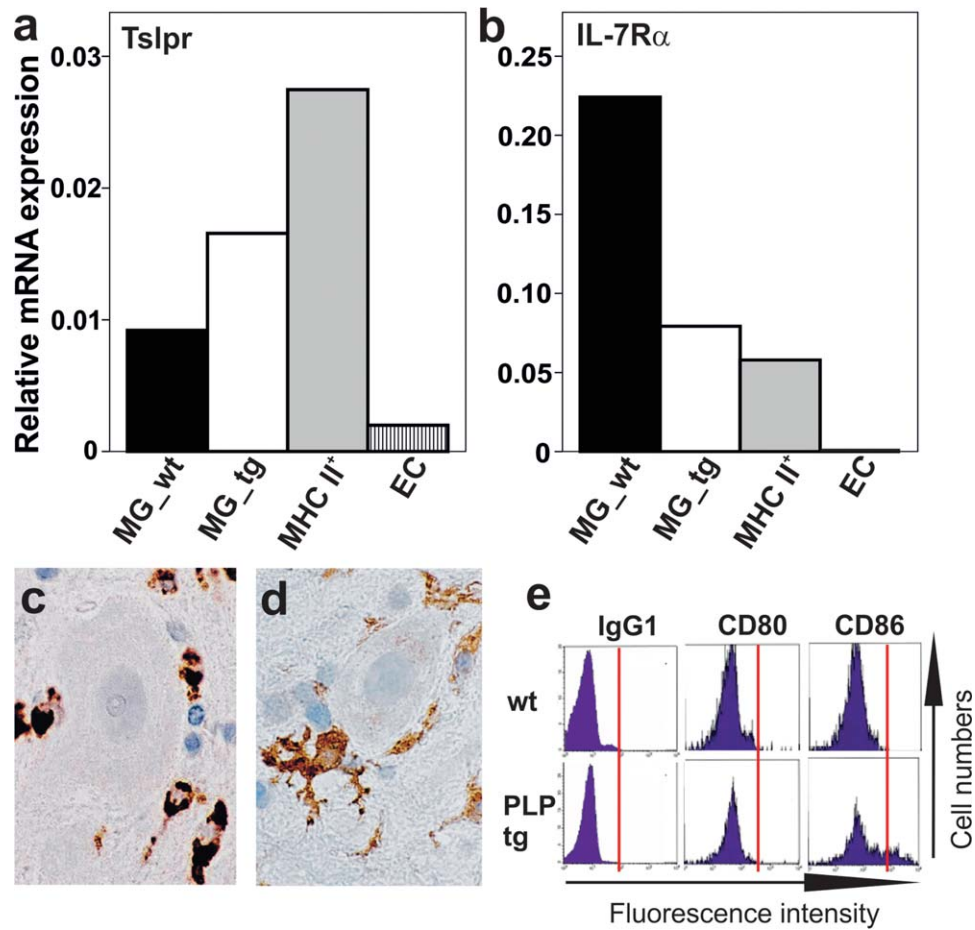 a
Tslpr
Relative mRNA expression
0.03
0.02
0.01
0
MG_wt
MG_tg
MHC II⁺
EC
b
IL-7Rα
0.25
0.20
0.15
0.10
0.05
0
MG_wt
MG_tg
MHC II⁺
EC
c
d
e
IgG1
CD80
CD86
wt
PLP
tg
Cell numbers
Fluorescence intensity